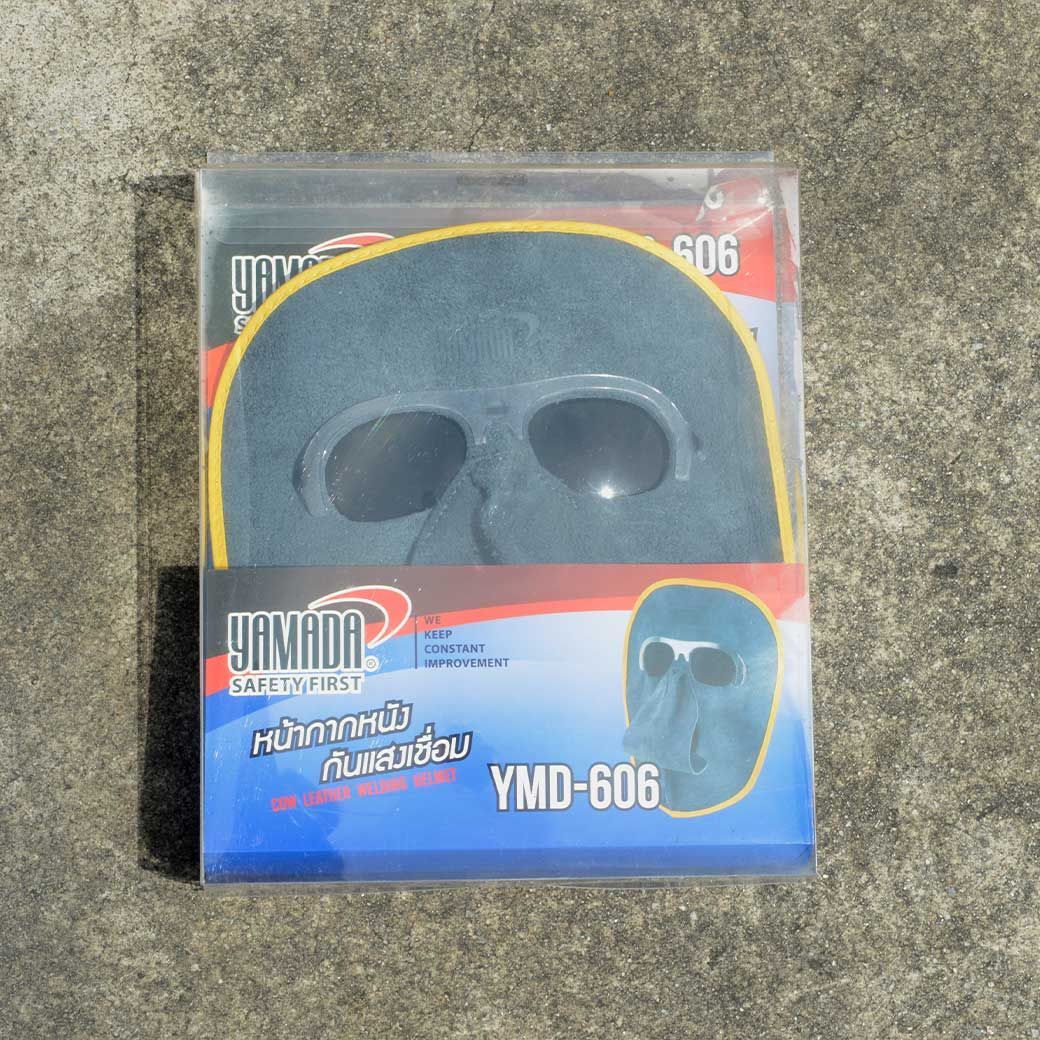 YAMADA
606
YAMADA®
SAFETY FIRST
WE
KEEP
CONSTANT
IMPROVEMENT
หน้ากากหนัง
กันแสงเชื่อม
COW LEATHER WELDING HELMET
YMD-606